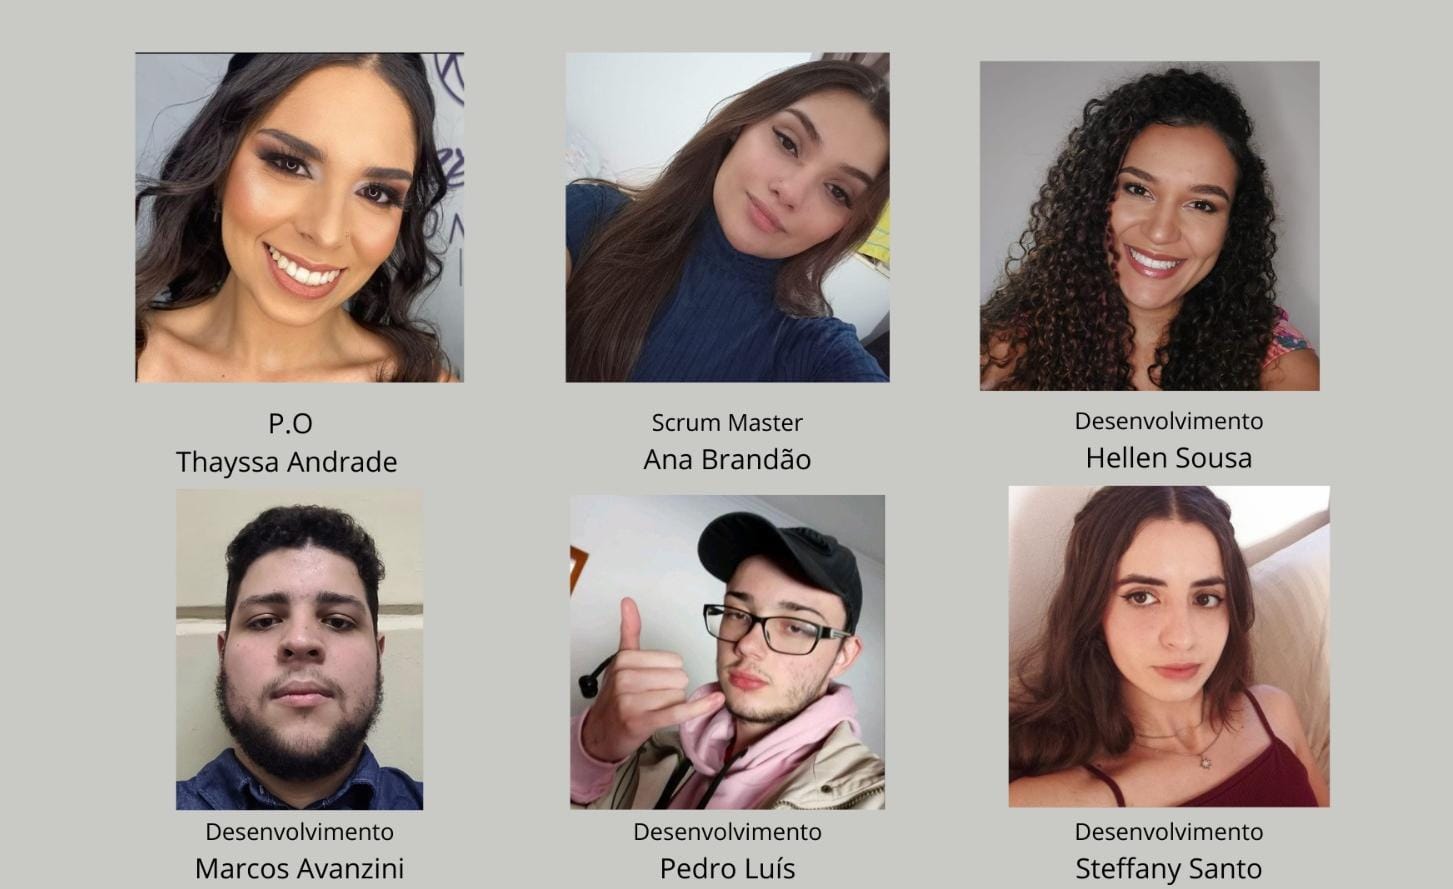 P.O
Thayssa Andrade
Scrum Master
Ana Brandão
Desenvolvimento
Hellen Sousa
Desenvolvimento
Marcos Avanzini
Desenvolvimento
Pedro Luís
Desenvolvimento
Steffany Santo